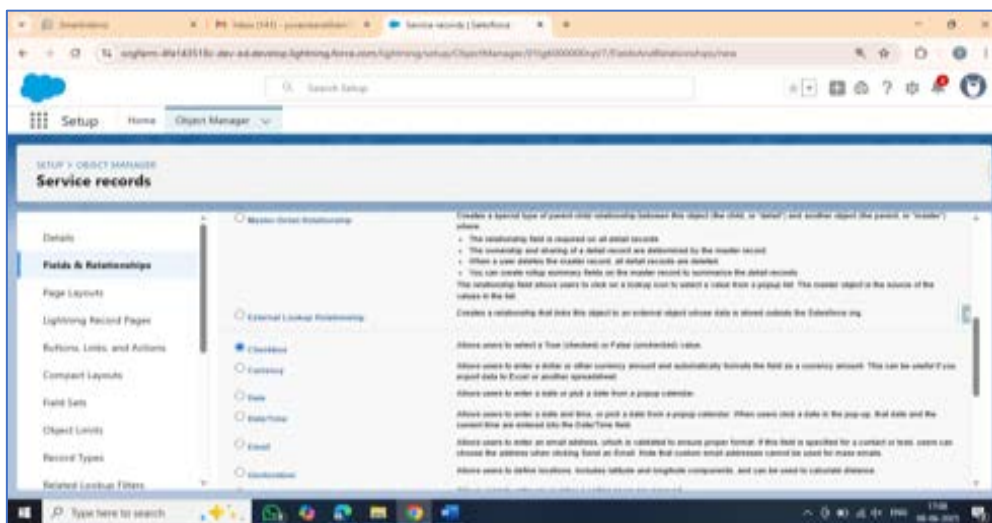 Service records | Salesforce
Search Setup
Setup
Home
Object Manager
SETUP > OBJECT MANAGER
Service records
Details
Fields & Relationships
Page Layouts
Lightning Record Pages
Buttons, Links, and Actions
Compact Layouts
Field Sets
Object Limits
Record Types
Related Lookup Filters
Master-Detail Relationship
Creates a special type of parent-child relationship between this object (the child, or "detail") and another object (the parent, or "master")
where:
• The relationship field is required on all detail records.
• The ownership and sharing of a detail record are determined by the master record.
• When a user deletes the master record, all detail records are deleted.
• You can create rollup summary fields on the master record to summarize the detail records.
The relationship field allows users to click on a lookup icon to select a value from a popup list. The master object is the source of the
values in the list.
External Lookup Relationship
Creates a relationship that links this object to an external object whose data is stored outside the Salesforce org.
Checkbox
Allows users to select a True (checked) or False (unchecked) value.
Currency
Allows users to enter a dollar or other currency amount and automatically formats the field as a currency amount. This can be useful if you
export data to Excel or another spreadsheet.
Date
Allows users to enter a date or pick a date from a popup calendar.
Date/Time
Allows users to enter a date and time, or pick a date from a popup calendar. When users click a date in the pop-up, that date and the
current time are entered into the Date/Time field.
Email
Allows users to enter an email address, which is validated to ensure proper format. If this field is specified for a contact or lead, users can
choose the address when clicking Send an Email. Note that custom email addresses cannot be used for mass emails.
Geolocation
Allows users to define locations. Includes latitude and longitude components, and can be used to calculate distance.
Type here to search